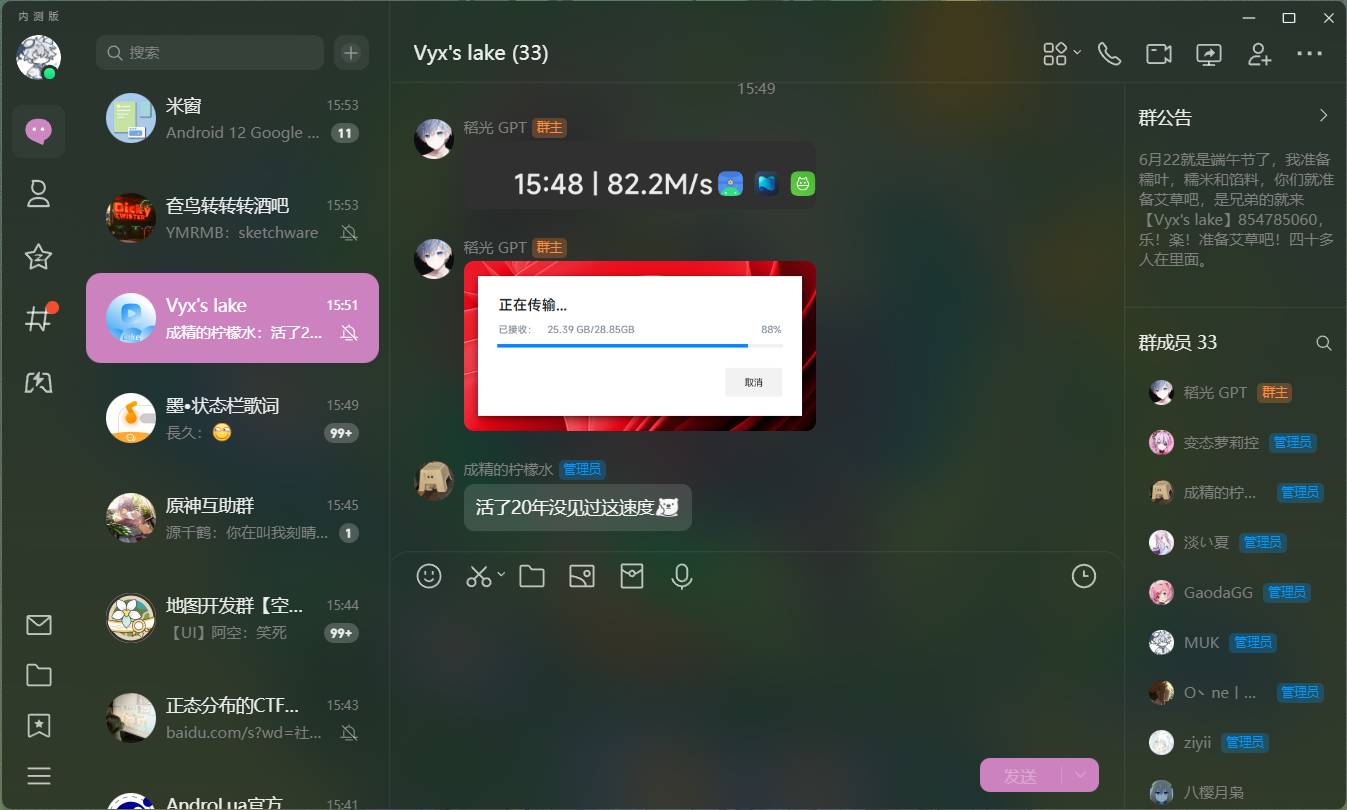 内测版
搜索
米窗
15:53
Android 12 Google ...
11
奆鸟转转转酒吧
15:53
YMRMB：sketchware
Vyx's lake
15:51
成精的柠檬水：活了2...
墨•状态栏歌词
15:49
長久：
99+
原神互助群
15:45
源千鹤：你在叫我刻晴...
1
地图开发群【空...
15:44
【UI】阿空：笑死
99+
正态分布的CTF...
15:43
baidu.com/s?wd=社...
AndroLua官方
15:41
Vyx's lake (33)
15:49
稻光 GPT 群主
15:48 | 82.2M/s
稻光 GPT 群主
正在传输...
已接收： 25.39 GB/28.85GB 88%
取消
成精的柠檬水 管理员
活了20年没见过这速度
发送
群公告
6月22就是端午节了，我准备
糯叶，糯米和馅料，你们就准
备艾草吧，是兄弟的就来
【Vyx's lake】854785060，
乐！楽！准备艾草吧！四十多
人在里面。
群成员 33
稻光 GPT 群主
变态萝莉控 管理员
成精的柠... 管理员
淡い夏 管理员
GaodaGG 管理员
MUK 管理员
O丶ne丨... 管理员
ziyii 管理员
八樱月枭